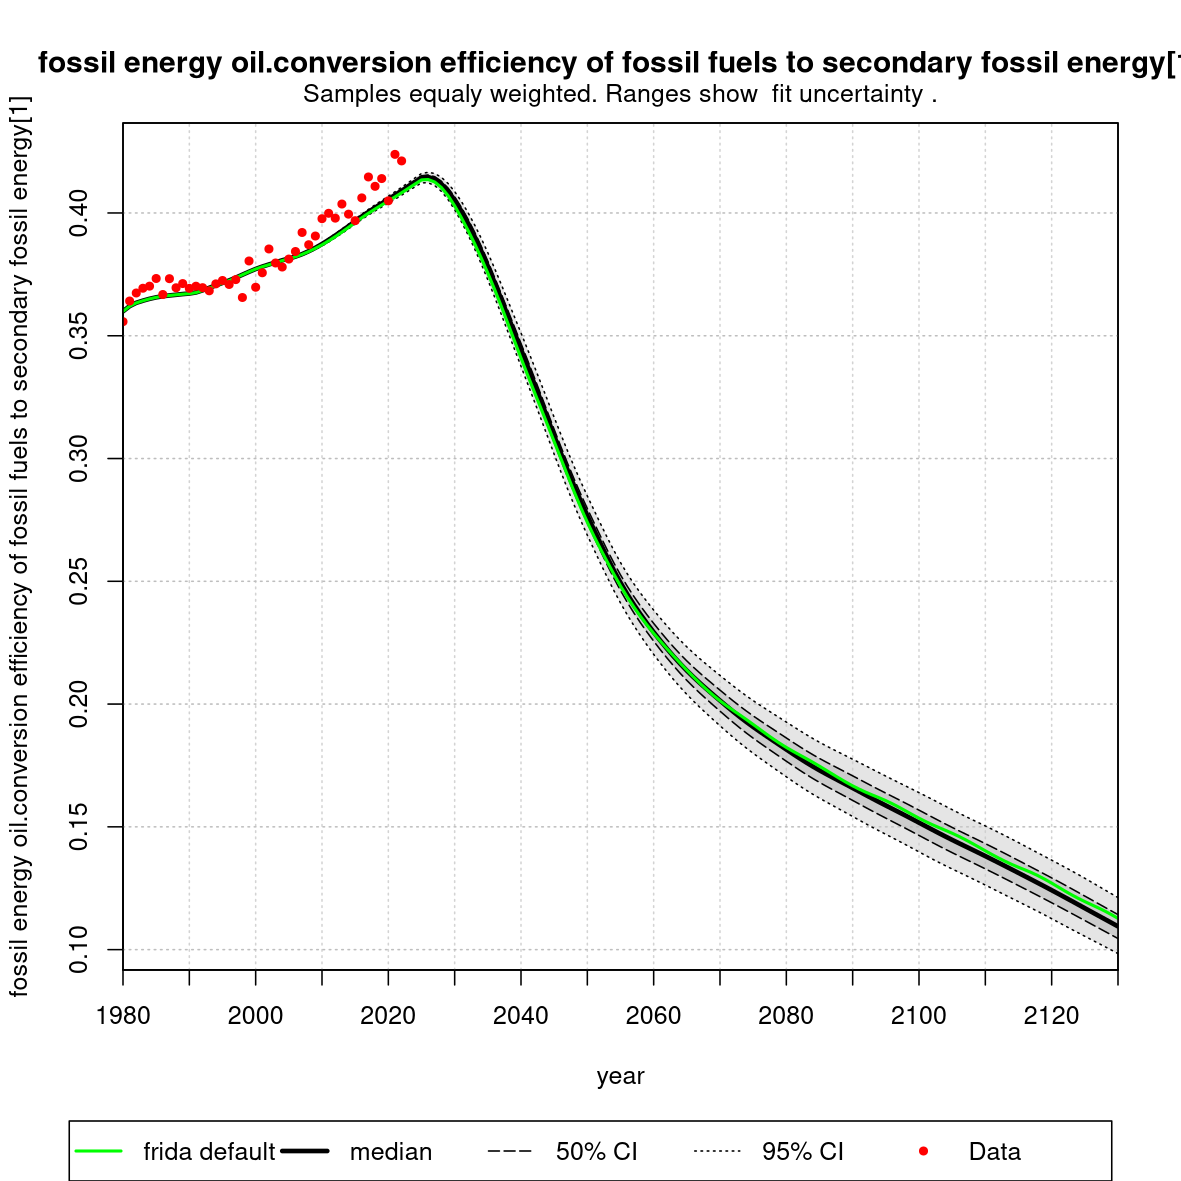 fossil energy oil.conversion efficiency of fossil fuels to secondary fossil energy[1
Samples equaly weighted. Ranges show  fit uncertainty .
fossil energy oil.conversion efficiency of fossil fuels to secondary fossil energy[1]
0.40
0.35
0.30
0.25
0.20
0.15
0.10
1980 2000 2020 2040 2060 2080 2100 2120
year
frida default median 50% CI 95% CI Data